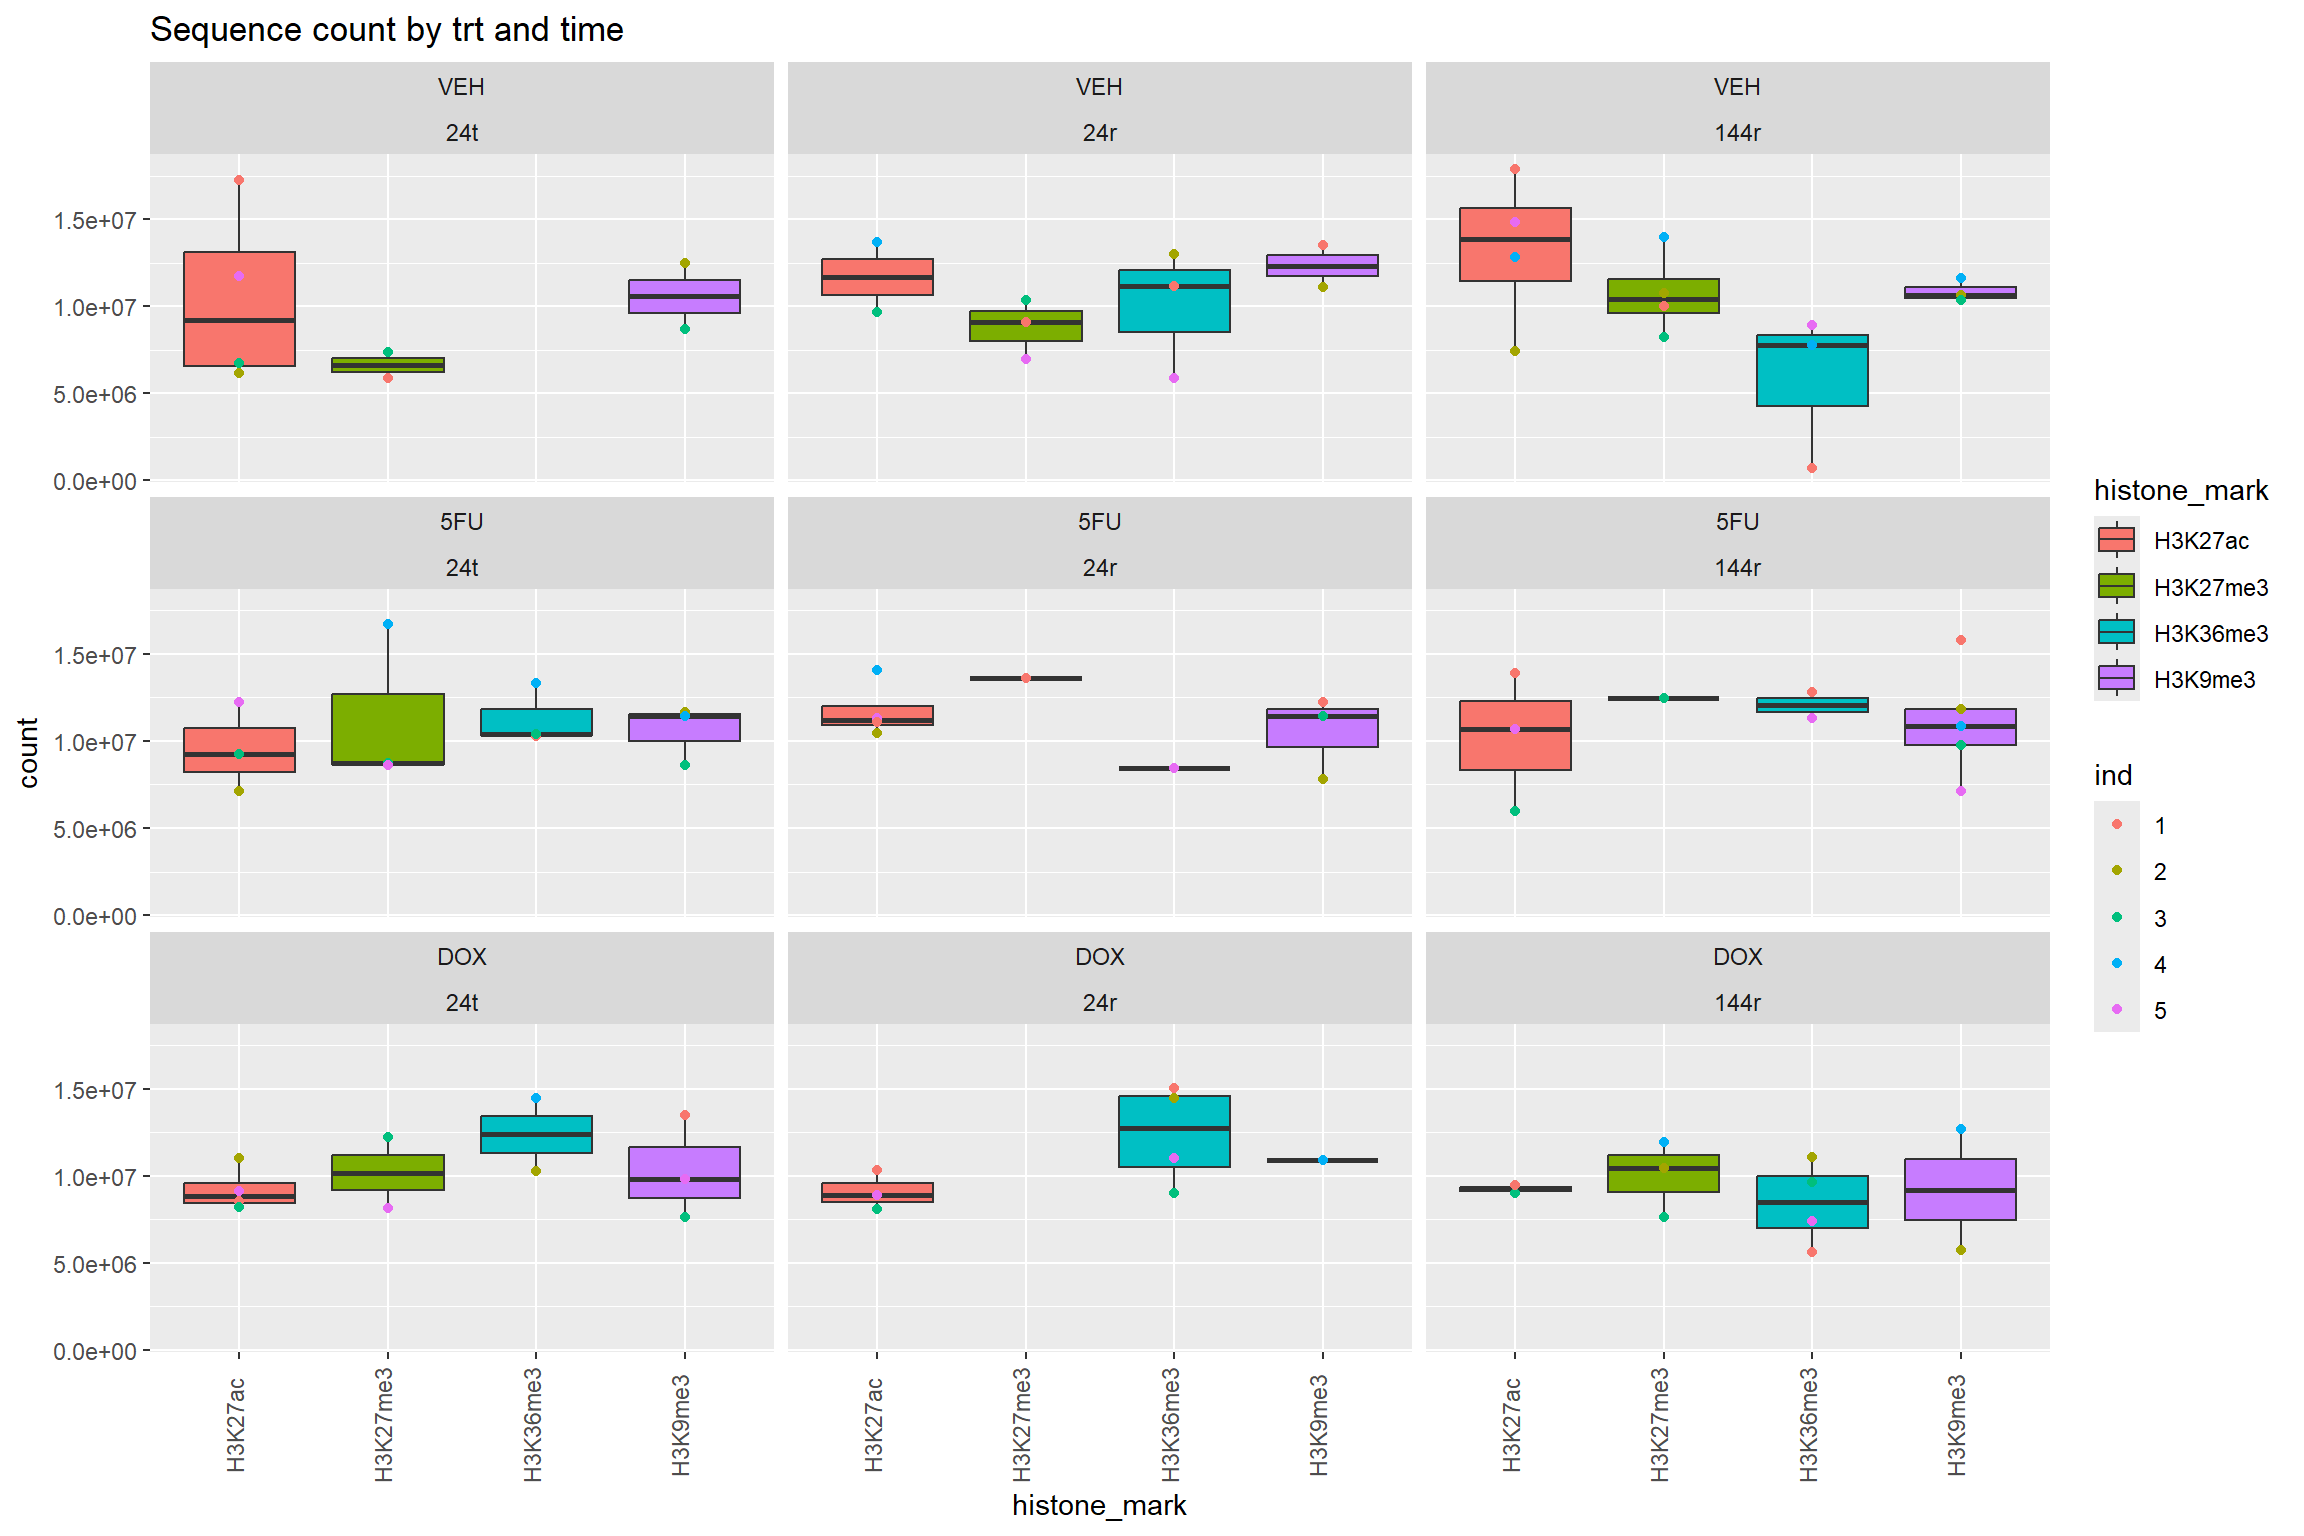 Sequence count by trt and time
VEH
24t
VEH
24r
VEH
144r
1.5e+07
1.0e+07
5.0e+06
0.0e+00
5FU
24t
5FU
24r
5FU
144r
1.5e+07
1.0e+07
5.0e+06
0.0e+00
DOX
24t
DOX
24r
DOX
144r
1.5e+07
1.0e+07
5.0e+06
0.0e+00
H3K27ac
H3K27me3
H3K36me3
H3K9me3
H3K27ac
H3K27me3
H3K36me3
H3K9me3
H3K27ac
H3K27me3
H3K36me3
H3K9me3
histone_mark
count
histone_mark
H3K27ac
H3K27me3
H3K36me3
H3K9me3
ind
1
2
3
4
5